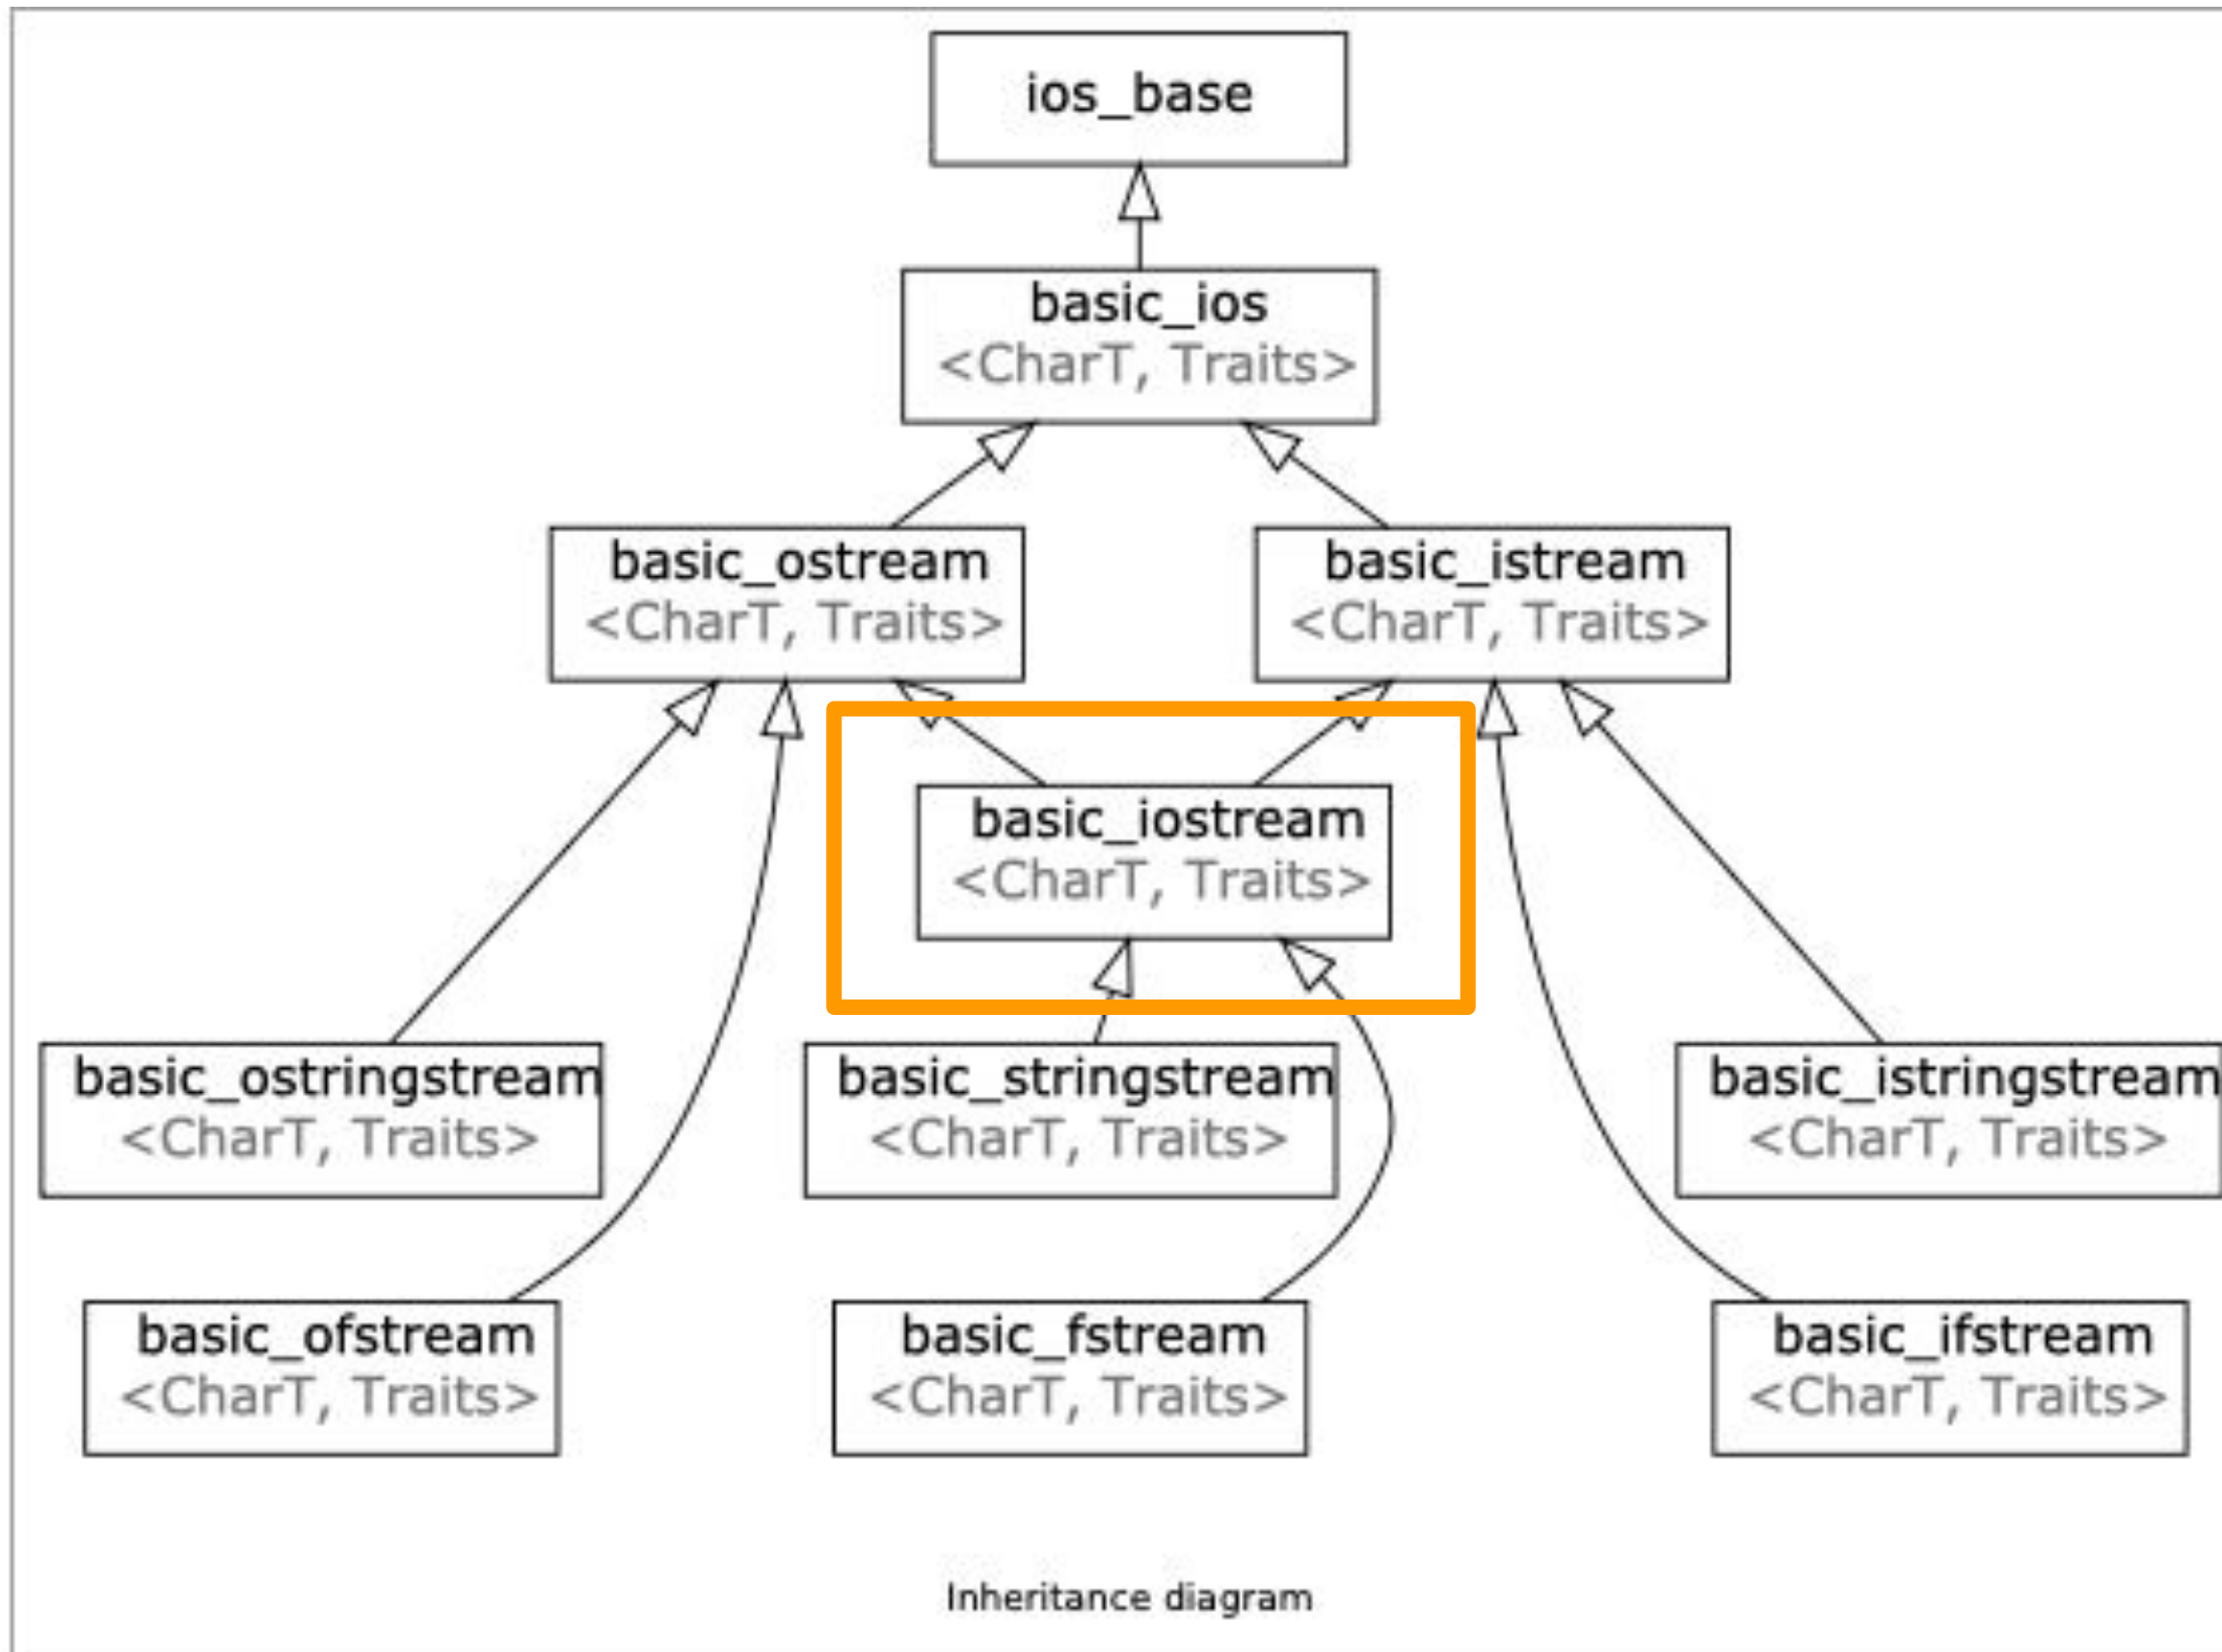 ios_base
basic_ios
<CharT, Traits>
basic_ostream
<CharT, Traits>
basic_istream
<CharT, Traits>
basic_iostream
<CharT, Traits>
basic_ostringstream
<CharT, Traits>
basic_stringstream
<CharT, Traits>
basic_istringstream
<CharT, Traits>
basic_ofstream
<CharT, Traits>
basic_fstream
<CharT, Traits>
basic_ifstream
<CharT, Traits>
Inheritance diagram